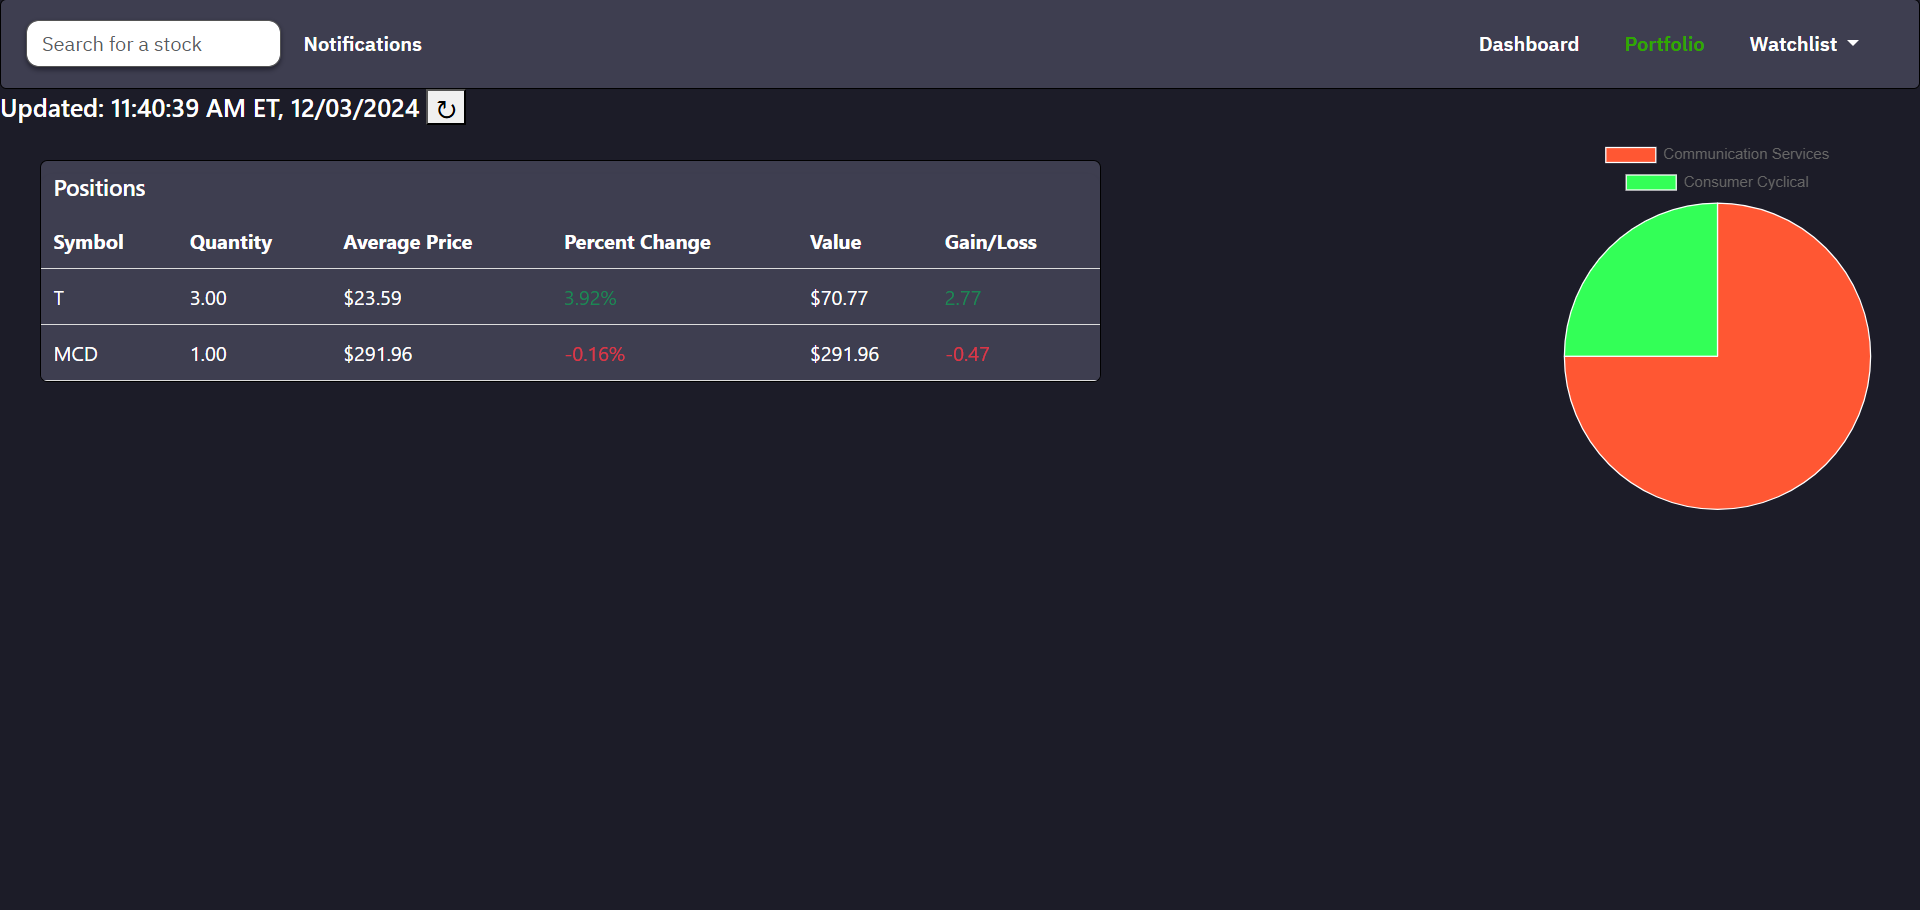 Search for a stock Notifications Dashboard Portfolio Watchlist
Updated: 11:40:39 AM ET, 12/03/2024 ↻
Communication Services
Consumer Cyclical
Positions
Symbol Quantity Average Price Percent Change Value Gain/Loss
T 3.00 $23.59 3.92% $70.77 2.77
MCD 1.00 $291.96 -0.16% $291.96 -0.47